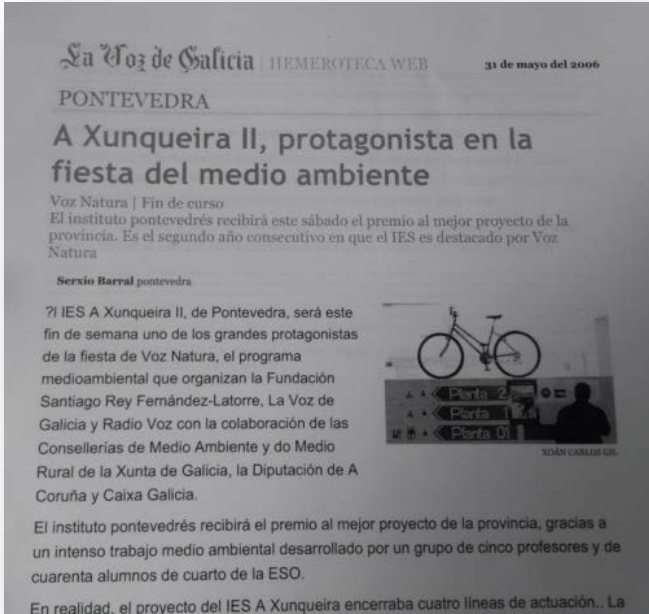 La Voz de Galicia | HEMEROTECA WEB 31 de mayo del 2006
PONTEVEDRA
A Xunqueira II, protagonista en la
fiesta del medio ambiente
Voz Natura | Fin de curso
El instituto pontevedrés recibirá este sábado el premio al mejor proyecto de la
provincia. Es el segundo año consecutivo en que el IES es destacado por Voz
Natura
Serxio Barral pontevedra
?l IES A Xunqueira II, de Pontevedra, será este
fin de semana uno de los grandes protagonistas
de la fiesta de Voz Natura, el programa
medioambiental que organizan la Fundación
Santiago Rey Fernández-Latorre, La Voz de
Galicia y Radio Voz con la colaboración de las
Consellerías de Medio Ambiente y do Medio
Rural de la Xunta de Galicia, la Diputación de A
Coruña y Caixa Galicia.
Planta 2
Planta 1
Planta 01
XOÁN CARLOS GIL
El instituto pontevedrés recibirá el premio al mejor proyecto de la provincia, gracias a
un intenso trabajo medio ambiental desarrollado por un grupo de cinco profesores y de
cuarenta alumnos de cuarto de la ESO.
En realidad, el proyecto del IES A Xunqueira encerraba cuatro líneas de actuación.. La